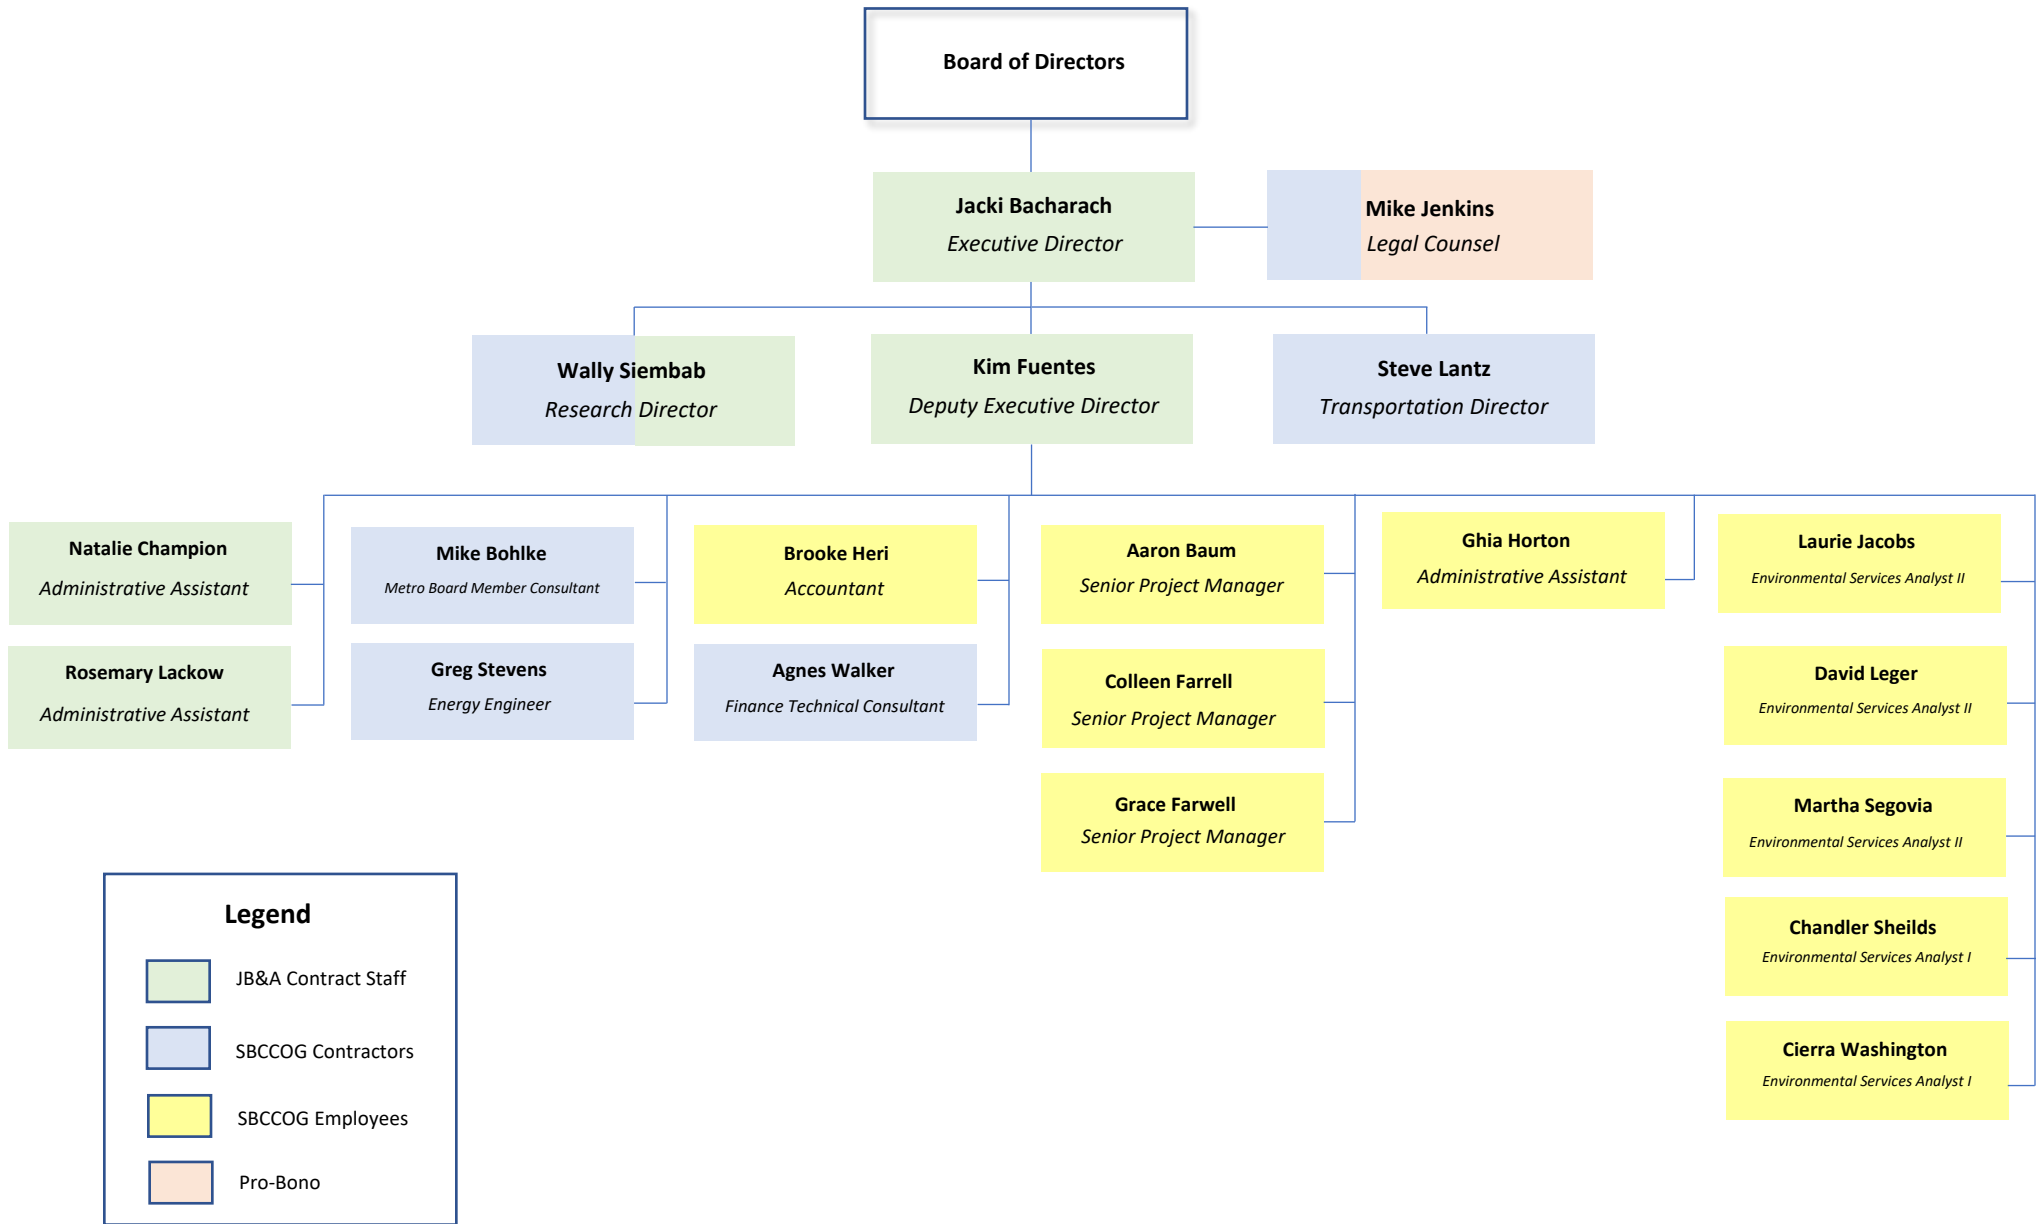 Board of Directors
Jacki Bacharach
Executive Director
Mike Jenkins
Legal Counsel
Wally Siembab
Research Director
Kim Fuentes
Deputy Executive Director
Steve Lantz
Transportation Director
Natalie Champion
Administrative Assistant
Rosemary Lackow
Administrative Assistant
Mike Bohlke
Metro Board Member Consultant
Greg Stevens
Energy Engineer
Brooke Heri
Accountant
Agnes Walker
Finance Technical Consultant
Aaron Baum
Senior Project Manager
Colleen Farrell
Senior Project Manager
Grace Farwell
Senior Project Manager
Ghia Horton
Administrative Assistant
Laurie Jacobs
Environmental Services Analyst II
David Leger
Environmental Services Analyst II
Martha Segovia
Environmental Services Analyst II
Chandler Sheilds
Environmental Services Analyst I
Cierra Washington
Environmental Services Analyst I
Legend
JB&A Contract Staff
SBCCOG Contractors
SBCCOG Employees
Pro-Bono